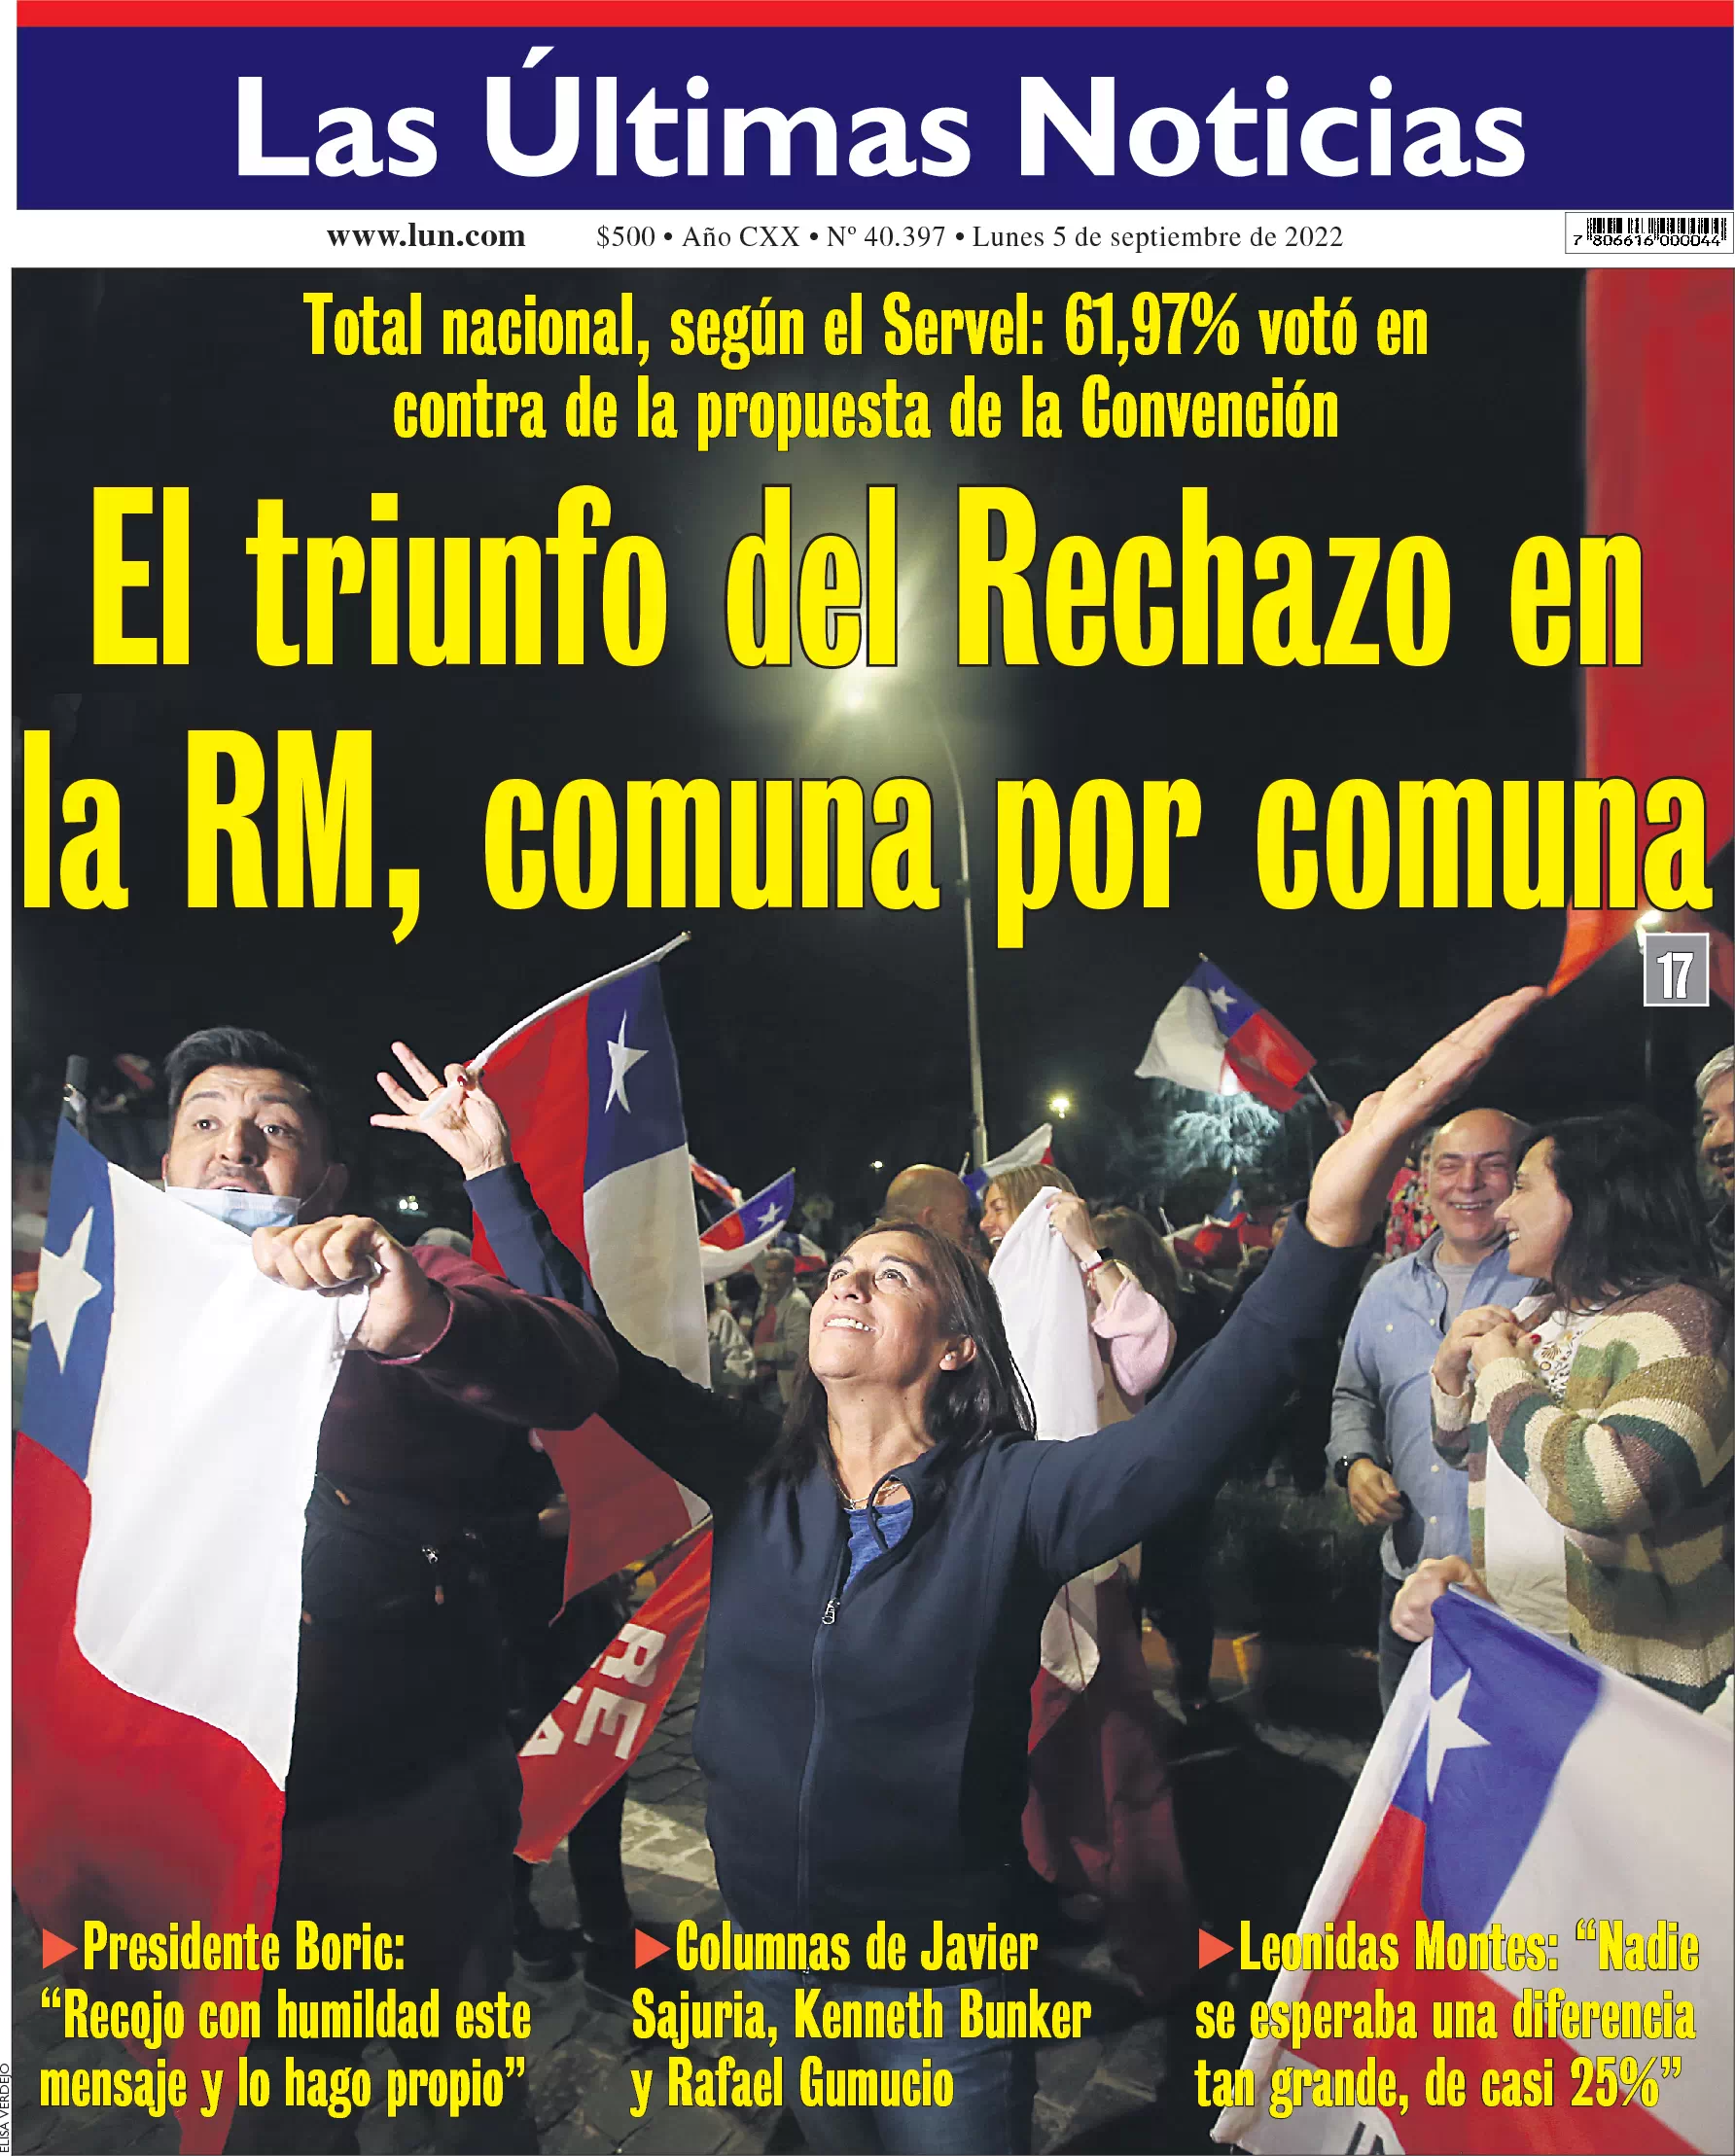 Las Últimas Noticias
www.lun.com $500 • Año CXX • Nº 40.397 • Lunes 5 de septiembre de 2022
7 806616 000044
Total nacional, según el Servel: 61,97% votó en
contra de la propuesta de la Convención
El triunfo del Rechazo en
la RM, comuna por comuna
17
▶Presidente Boric:
“Recojo con humildad este
mensaje y lo hago propio”
▶Columnas de Javier
Sajuria, Kenneth Bunker
y Rafael Gumucio
▶Leonidas Montes: “Nadie
se esperaba una diferencia
tan grande, de casi 25%”
ELISA VERDEJO